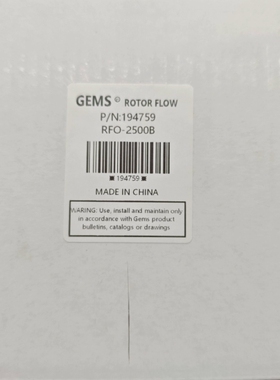 GEMS © ROTOR FLOW
P/N:194759
RFO-2500B
■194759■
MADE IN CHINA
WARING: Use, install and maintain only
in accordance with Gems product
bulletins, catalogs or drawings